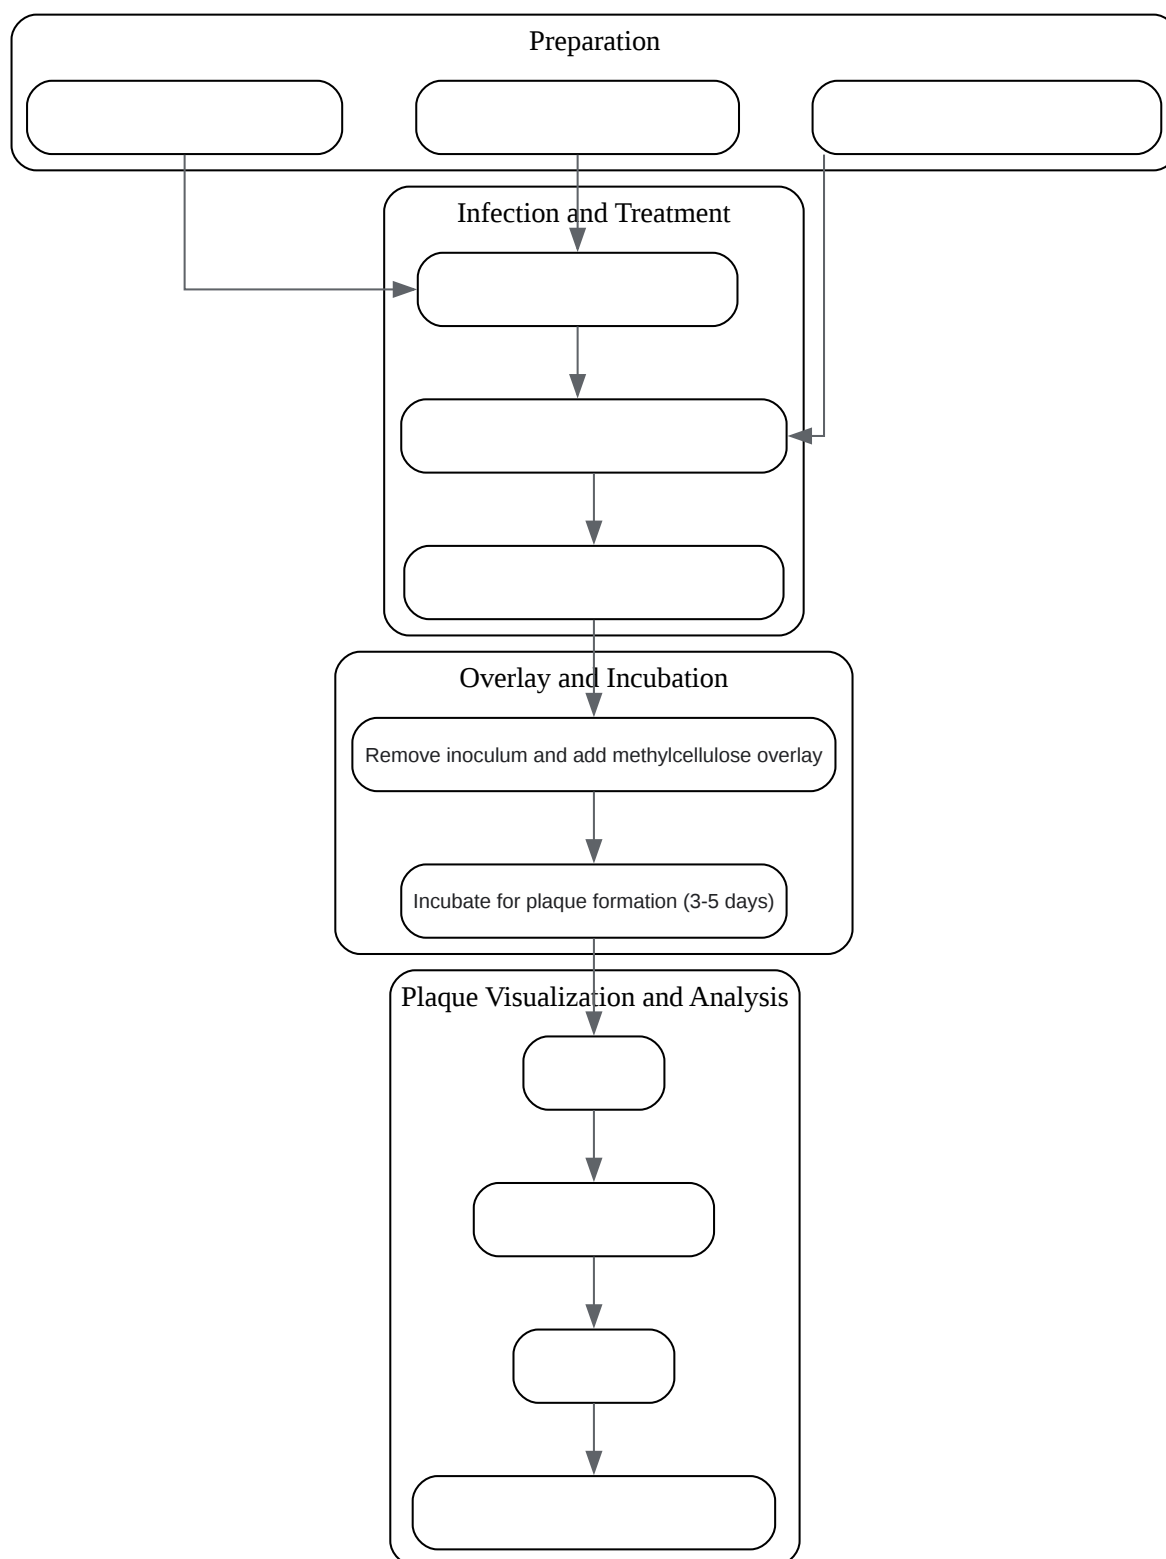 Preparation
Infection and Treatment
Overlay and Incubation
Remove inoculum and add methylcellulose overlay
Incubate for plaque formation (3-5 days)
Plaque Visualization and Analysis